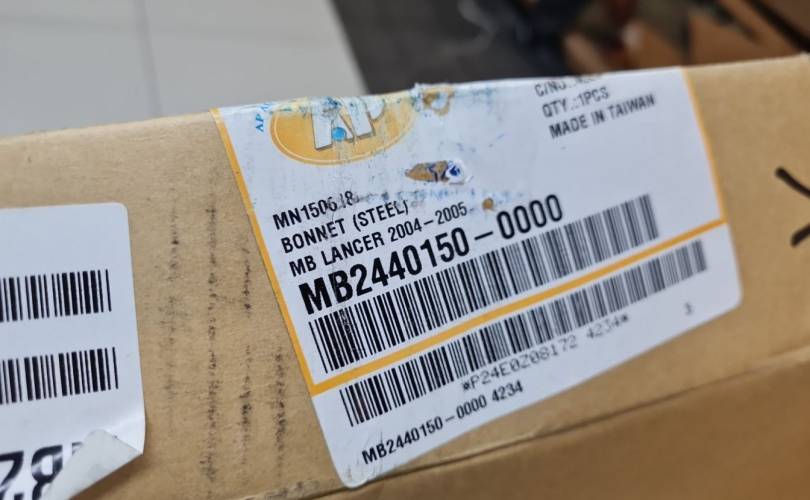 AP
C/NO.:
QTY.:1PCS
MADE IN TAIWAN
BONNET (STEEL)
MB LANCER 2004-2005
MB2440150-0000
*P24E0Z08172 4234*
3
MB2440150-0000 4234